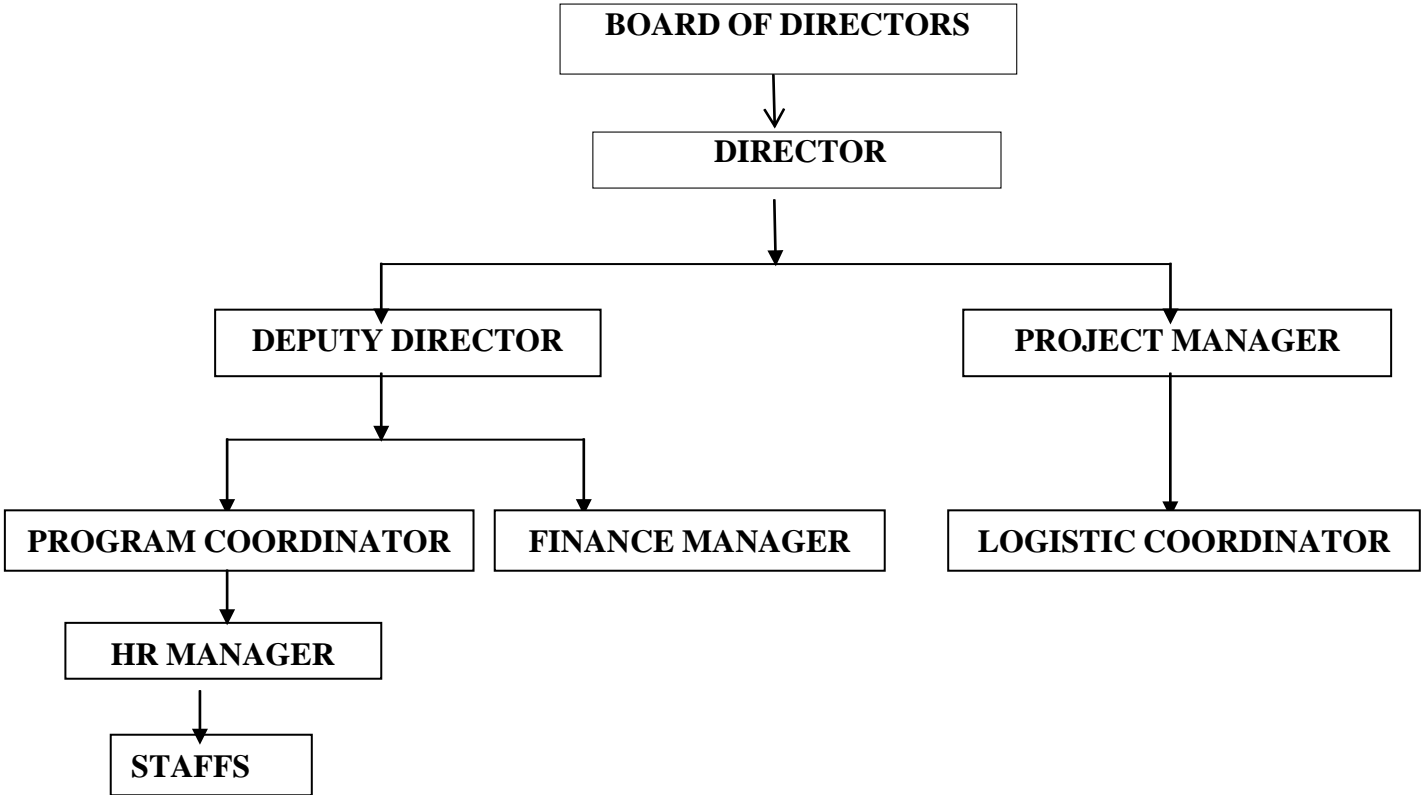 BOARD OF DIRECTORS
DIRECTOR
DEPUTY DIRECTOR
PROJECT MANAGER
PROGRAM COORDINATOR
FINANCE MANAGER
LOGISTIC COORDINATOR
HR MANAGER
STAFFS